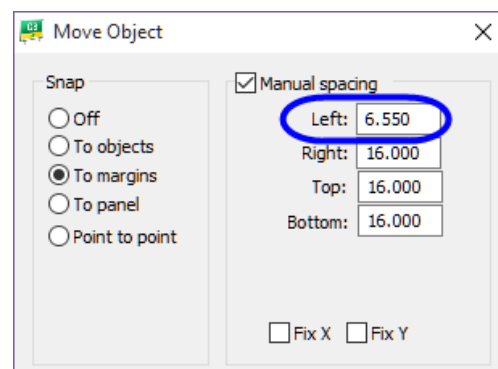 Move Object
Snap
Off
To objects
To margins
To panel
Point to point
Manual spacing
Left: 6.550
Right: 16.000
Top: 16.000
Bottom: 16.000
Fix X Fix Y